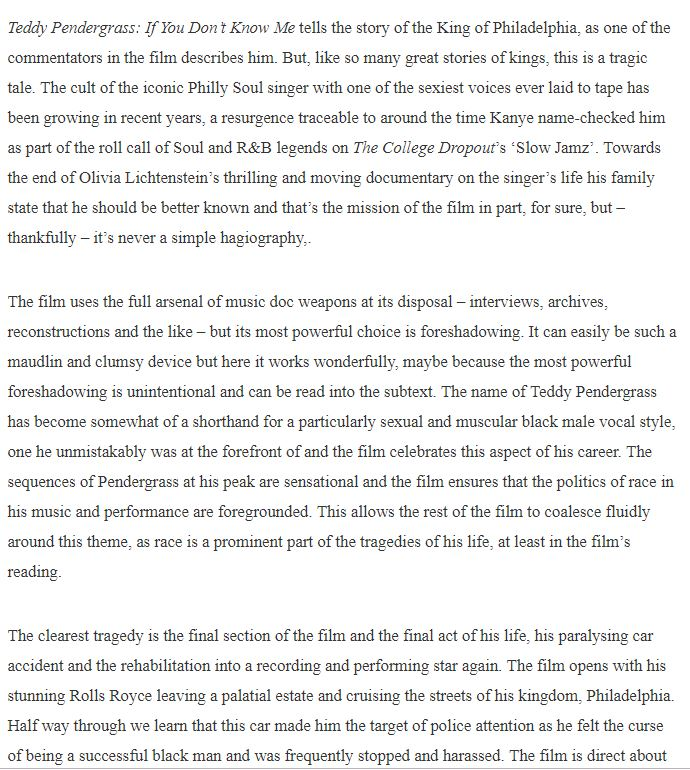 Teddy Pendergrass: If You Don't Know Me tells the story of the King of Philadelphia, as one of the
commentators in the film describes him. But, like so many great stories of kings, this is a tragic
tale. The cult of the iconic Philly Soul singer with one of the sexiest voices ever laid to tape has
been growing in recent years, a resurgence traceable to around the time Kanye name-checked him
as part of the roll call of Soul and R&B legends on The College Dropout's ‘Slow Jamz’. Towards
the end of Olivia Lichtenstein’s thrilling and moving documentary on the singer’s life his family
state that he should be better known and that’s the mission of the film in part, for sure, but –
thankfully – it’s never a simple hagiography,.
The film uses the full arsenal of music doc weapons at its disposal – interviews, archives,
reconstructions and the like – but its most powerful choice is foreshadowing. It can easily be such a
maudlin and clumsy device but here it works wonderfully, maybe because the most powerful
foreshadowing is unintentional and can be read into the subtext. The name of Teddy Pendergrass
has become somewhat of a shorthand for a particularly sexual and muscular black male vocal style,
one he unmistakably was at the forefront of and the film celebrates this aspect of his career. The
sequences of Pendergrass at his peak are sensational and the film ensures that the politics of race in
his music and performance are foregrounded. This allows the rest of the film to coalesce fluidly
around this theme, as race is a prominent part of the tragedies of his life, at least in the film’s
reading.
The clearest tragedy is the final section of the film and the final act of his life, his paralysing car
accident and the rehabilitation into a recording and performing star again. The film opens with his
stunning Rolls Royce leaving a palatial estate and cruising the streets of his kingdom, Philadelphia.
Half way through we learn that this car made him the target of police attention as he felt the curse
of being a successful black man and was frequently stopped and harassed. The film is direct about